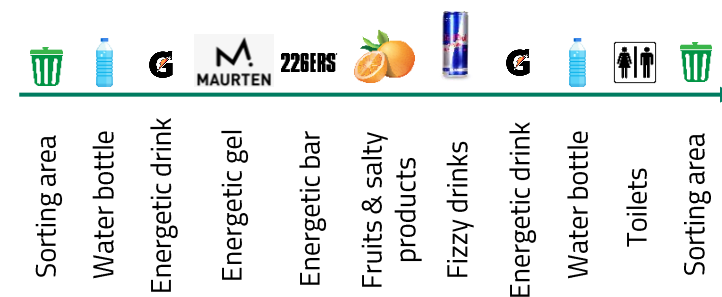 MAURTEN
226ERS
Sorting area
Water bottle
Energetic drink
Energetic gel
Energetic bar
Fruits & salty
products
Fizzy drinks
Energetic drink
Water bottle
Toilets
Sorting area